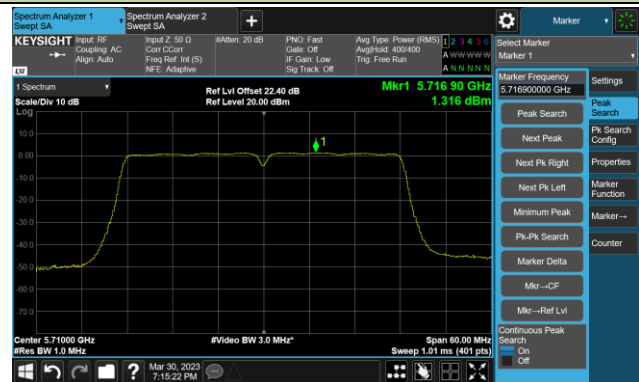 Spectrum Analyzer 1
Swept SA
Spectrum Analyzer 2
Swept SA
Marker
KEYSIGHT
Input: RF
Coupling: AC
Align: Auto
Input Z: 50 Ω
Corr CCorr
Freq Ref: Int (S)
NFE: Adaptive
#Atten: 20 dB
PNO: Fast
Gate: Off
IF Gain: Low
Sig Track: Off
Avg Type: Power (RMS)
Avg|Hold: 400/400
Trig: Free Run
1 2 3 4 5 6
A W W W W W
A N N N N N
LXI
Select Marker
Marker 1
1 Spectrum
Scale/Div 10 dB
Log
Ref Lvl Offset 22.40 dB
Ref Level 20.00 dBm
Mkr1 5.716 90 GHz
1.316 dBm
10.0
0.00
-10.0
-20.0
-30.0
-40.0
-50.0
-60.0
-70.0
1
Center 5.71000 GHz
#Res BW 1.0 MHz
#Video BW 3.0 MHz*
Span 60.00 MHz
Sweep 1.01 ms (401 pts)
Marker Frequency
5.716900000 GHz
Peak Search
Next Peak
Next Pk Right
Next Pk Left
Minimum Peak
Pk-Pk Search
Marker Delta
Mkr→CF
Mkr→Ref Lvl
Continuous Peak
Search
On
Off
Settings
Peak
Search
Pk Search
Config
Properties
Marker
Function
Marker→
Counter
?
Mar 30, 2023
7:15:22 PM